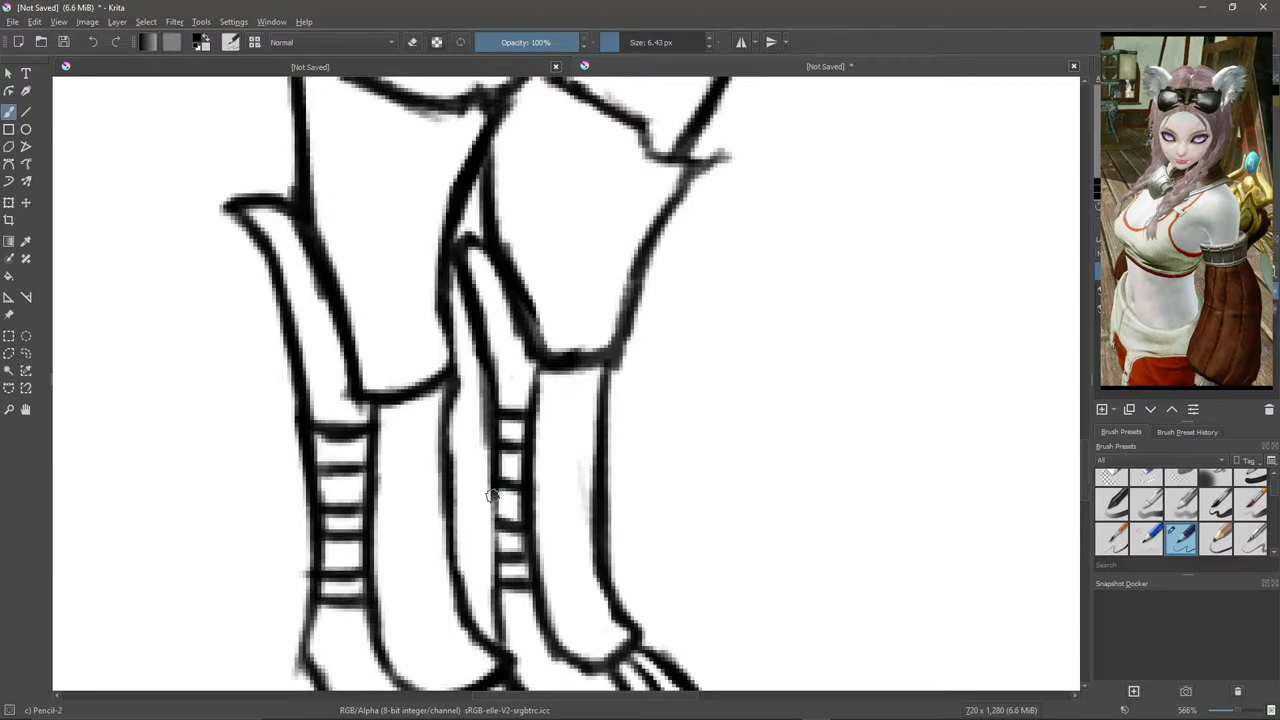 [Not Saved] (6.6 MiB) * - Krita
File Edit View Image Layer Select Filter Tools Settings Window Help
Normal
Opacity: 100%
Size: 6.43 px
[Not Saved]
[Not Saved] *
Brush Presets
Brush Preset History
Brush Presets
All
Tag
Search
Snapshot Docker
c) Pencil-2
RGB/Alpha (8-bit integer/channel) sRGB-elle-V2-srgbtrc.icc
720 x 1,280 (6.6 MiB)
566%